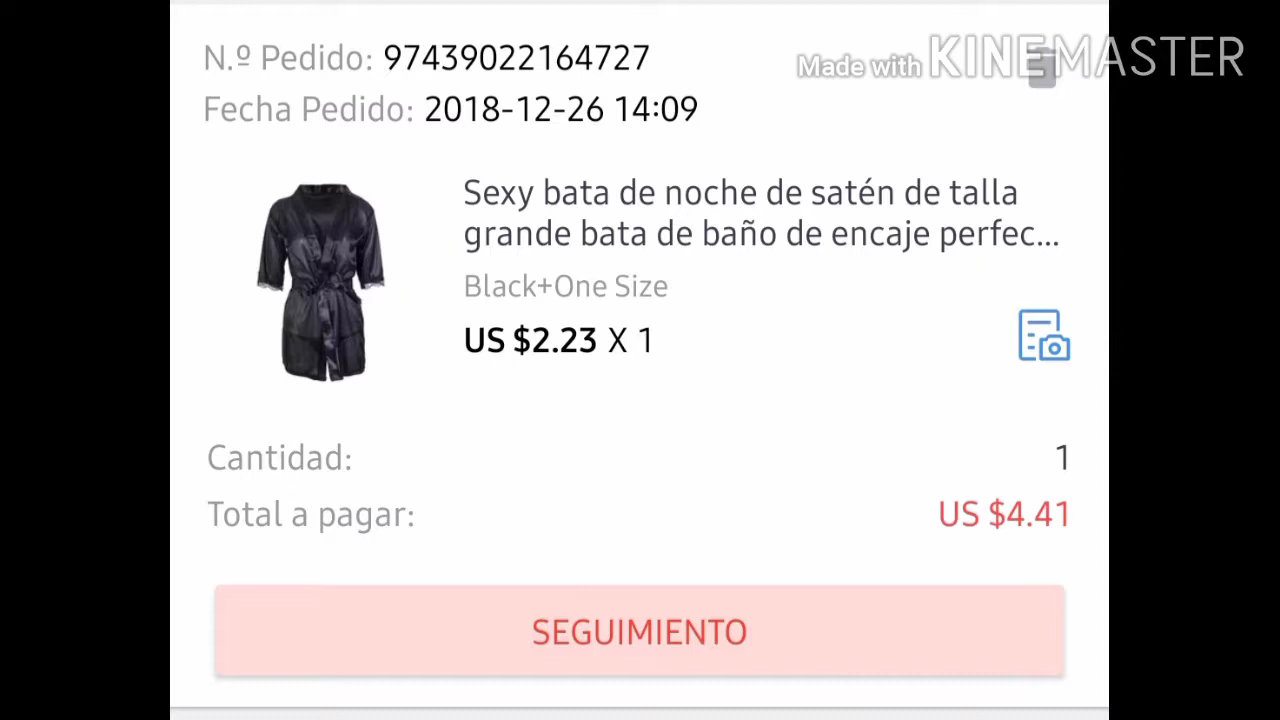 N.º Pedido: 97439022164727
Made with KINEMASTER
Fecha Pedido: 2018-12-26 14:09
Sexy bata de noche de satén de talla
grande bata de baño de encaje perfec...
Black+One Size
US $2.23 X 1
Cantidad: 1
Total a pagar: US $4.41
SEGUIMIENTO